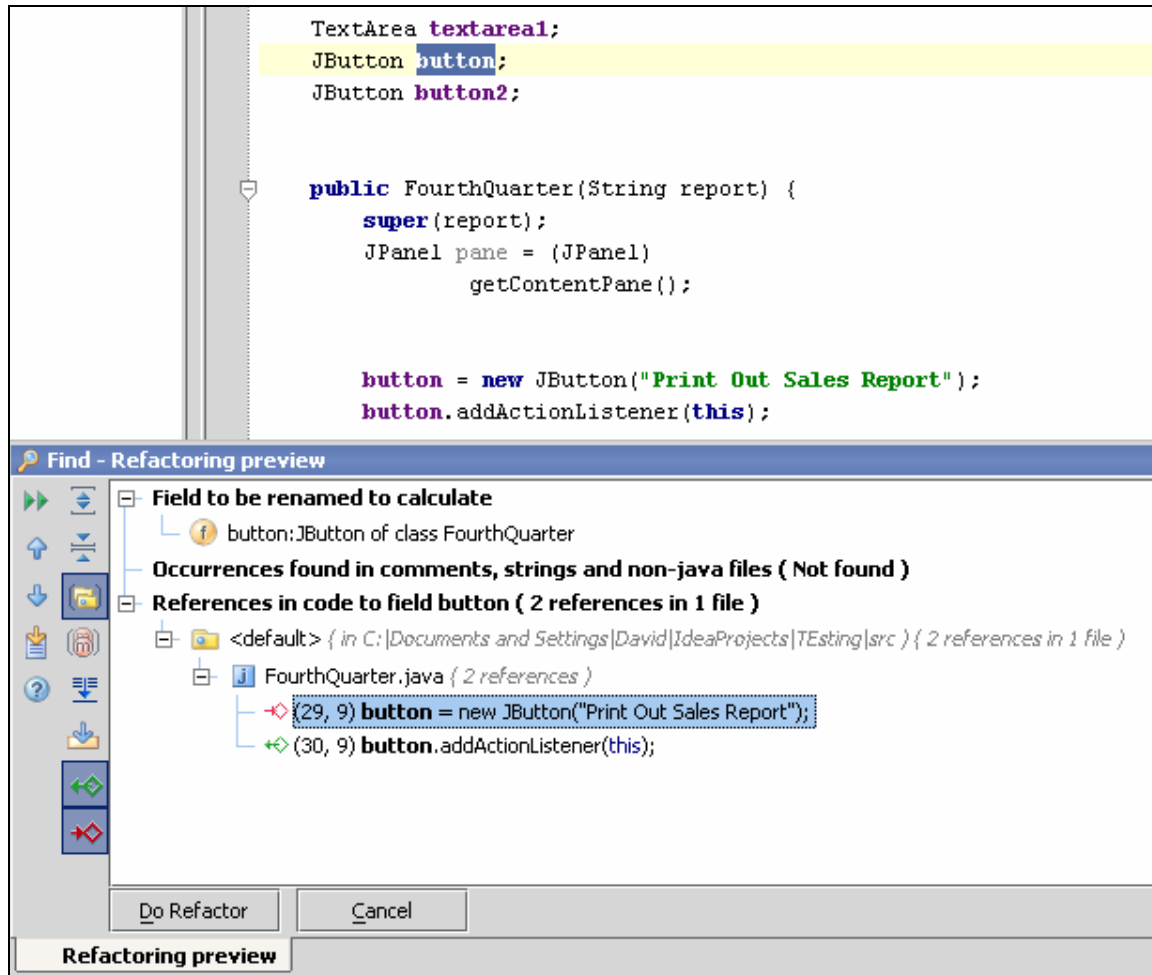 TextArea textarea1;
JButton button;
JButton button2;
public FourthQuarter(String report) {
super(report);
JPanel pane = (JPanel)
getContentPane();
button = new JButton("Print Out Sales Report");
button.addActionListener(this);
Find - Refactoring preview
Field to be renamed to calculate
f button:JButton of class FourthQuarter
Occurrences found in comments, strings and non-java files ( Not found )
References in code to field button ( 2 references in 1 file )
<default> ( in C:|Documents and Settings|David|IdeaProjects|TEsting|src ) ( 2 references in 1 file )
J FourthQuarter.java ( 2 references )
(29, 9) button = new JButton("Print Out Sales Report");
(30, 9) button.addActionListener(this);
Do Refactor Cancel
Refactoring preview